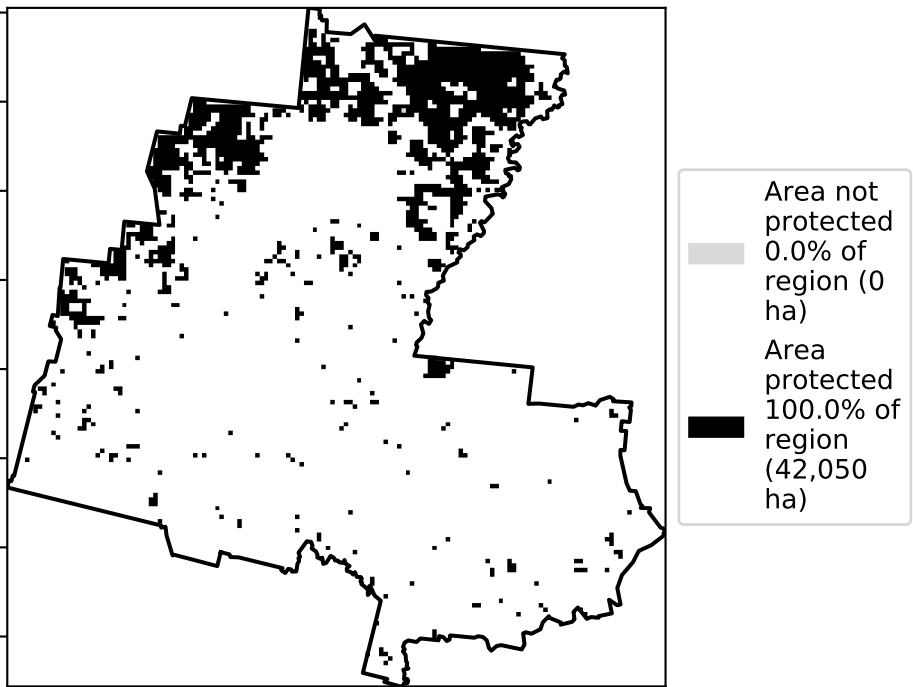 Area not
protected
0.0% of
region (0
ha)
Area
protected
100.0% of
region
(42,050
ha)